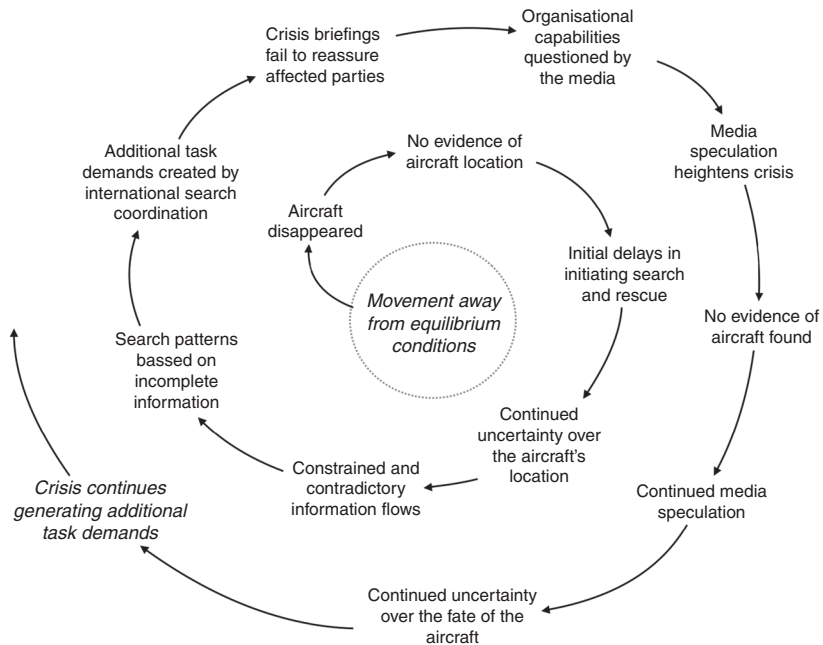 Movement away
from equilibrium
conditions
Aircraft
disappeared
No evidence of
aircraft location
Initial delays in
initiating search
and rescue
Continued
uncertainty over
the aircraft's
location
Constrained and
contradictory
information flows
Search patterns
bassed on
incomplete
information
Additional task
demands created by
international search
coordination
Crisis briefings
fail to reassure
affected parties
Organisational
capabilities
questioned by
the media
Media
speculation
heightens crisis
No evidence of
aircraft found
Continued media
speculation
Continued uncertainty
over the fate of the
aircraft
Crisis continues
generating additional
task demands